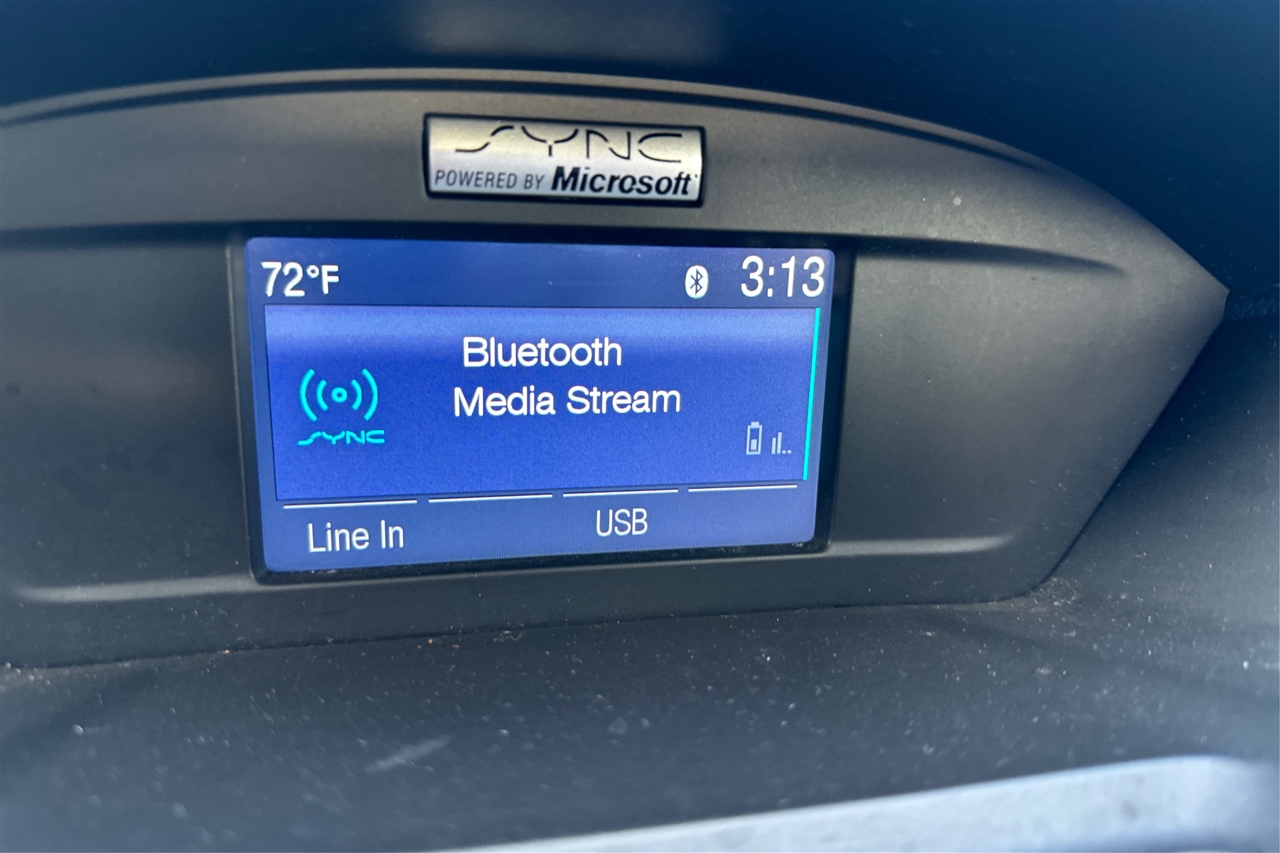 SYNC
POWERED BY Microsoft
72°F 3:13
Bluetooth
Media Stream
SYNC
Line In USB